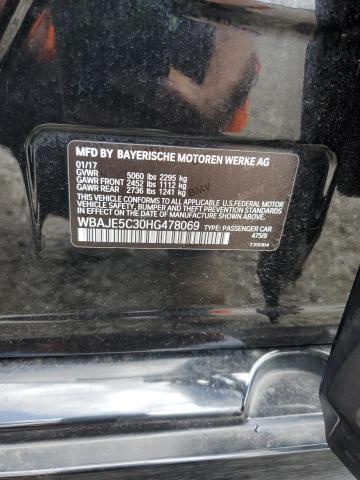 MFD BY BAYERISCHE MOTOREN WERKE AG
01/17
GVWR 5060 lbs 2295 kg
GAWR FRONT 2452 lbs 1112 kg
GAWR REAR 2736 lbs 1241 kg
THIS VEHICLE CONFORMS TO ALL APPLICABLE U.S.FEDERAL MOTOR
VEHICLE SAFETY, BUMPER, AND THEFT PREVENTION STANDARDS
IN EFFECT ON THE DATE OF MANUFACTURE SHOWN ABOVE.
WBAJE5C30HG478069 TYPE: PASSENGER CAR
475/9
BMW